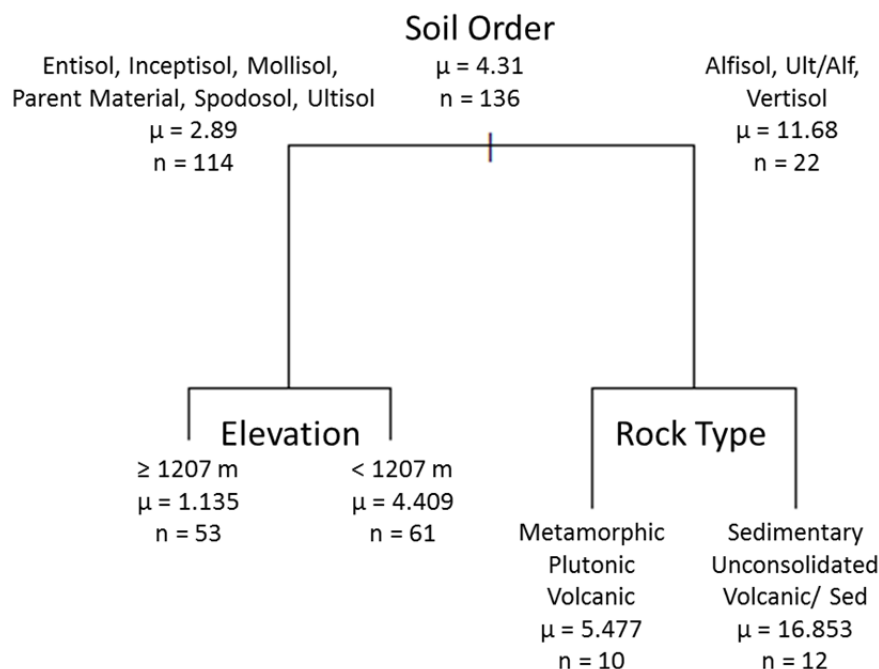 Soil Order
μ = 4.31
n = 136
Entisol, Inceptisol, Mollisol,
Parent Material, Spodosol, Ultisol
μ = 2.89
n = 114
Alfisol, Ult/Alf,
Vertisol
μ = 11.68
n = 22
Elevation
≥ 1207 m
μ = 1.135
n = 53
< 1207 m
μ = 4.409
n = 61
Rock Type
Metamorphic
Plutonic
Volcanic
μ = 5.477
n = 10
Sedimentary
Unconsolidated
Volcanic/ Sed
μ = 16.853
n = 12